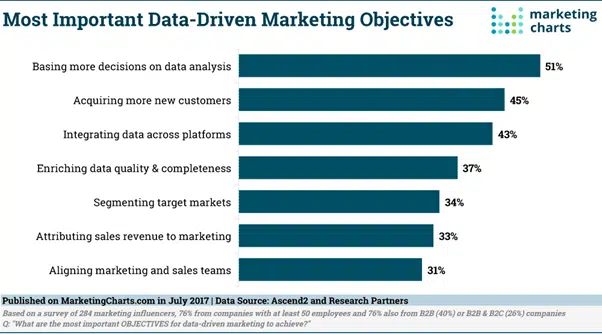 Most Important Data-Driven Marketing Objectives
marketing
charts
Basing more decisions on data analysis 51%
Acquiring more new customers 45%
Integrating data across platforms 43%
Enriching data quality & completeness 37%
Segmenting target markets 34%
Attributing sales revenue to marketing 33%
Aligning marketing and sales teams 31%
Published on MarketingCharts.com in July 2017 | Data Source: Ascend2 and Research Partners
Based on a survey of 284 marketing influencers, 76% from companies with at least 50 employees and 76% also from B2B (40%) or B2B & B2C (26%) companies
Q: "What are the most important OBJECTIVES for data-driven marketing to achieve?"